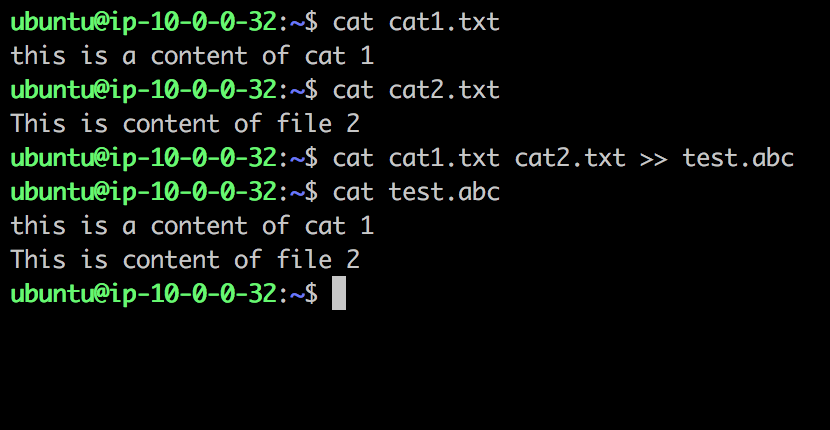 ubuntu@ip-10-0-0-32:~$ cat cat1.txt
this is a content of cat 1
ubuntu@ip-10-0-0-32:~$ cat cat2.txt
This is content of file 2
ubuntu@ip-10-0-0-32:~$ cat cat1.txt cat2.txt >> test.abc
ubuntu@ip-10-0-0-32:~$ cat test.abc
this is a content of cat 1
This is content of file 2
ubuntu@ip-10-0-0-32:~$